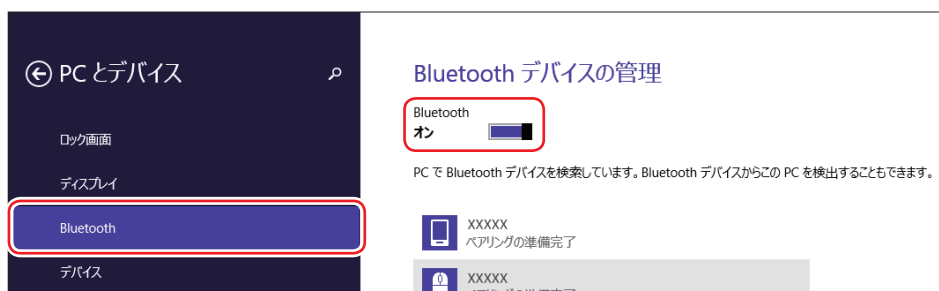 PC とデバイス
ロック画面
ディスプレイ
Bluetooth
デバイス
Bluetooth デバイスの管理
Bluetooth
オン
PC で Bluetooth デバイスを検索しています。Bluetooth デバイスからこの PC を検出することもできます。
XXXXX
ペアリングの準備完了
XXXXX